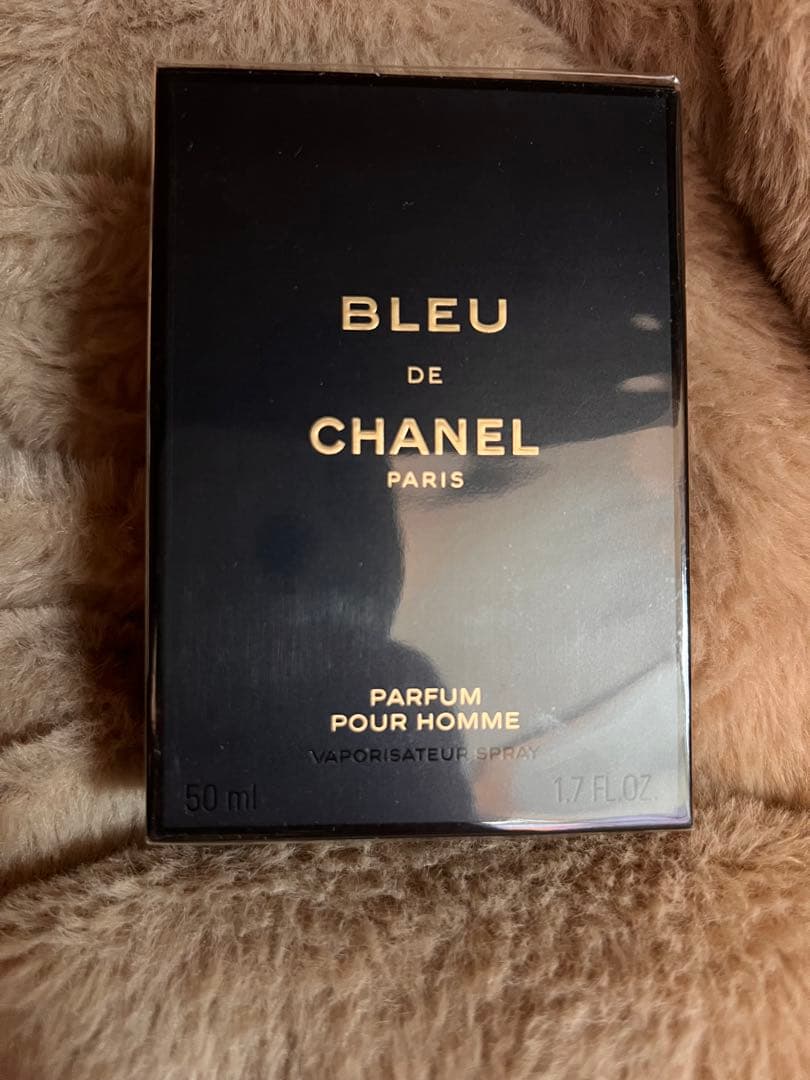 BLEU
DE
CHANEL
PARIS
PARFUM
POUR HOMME
VAPORISATEUR SPRAY
50 ml 1.7 FL.OZ.